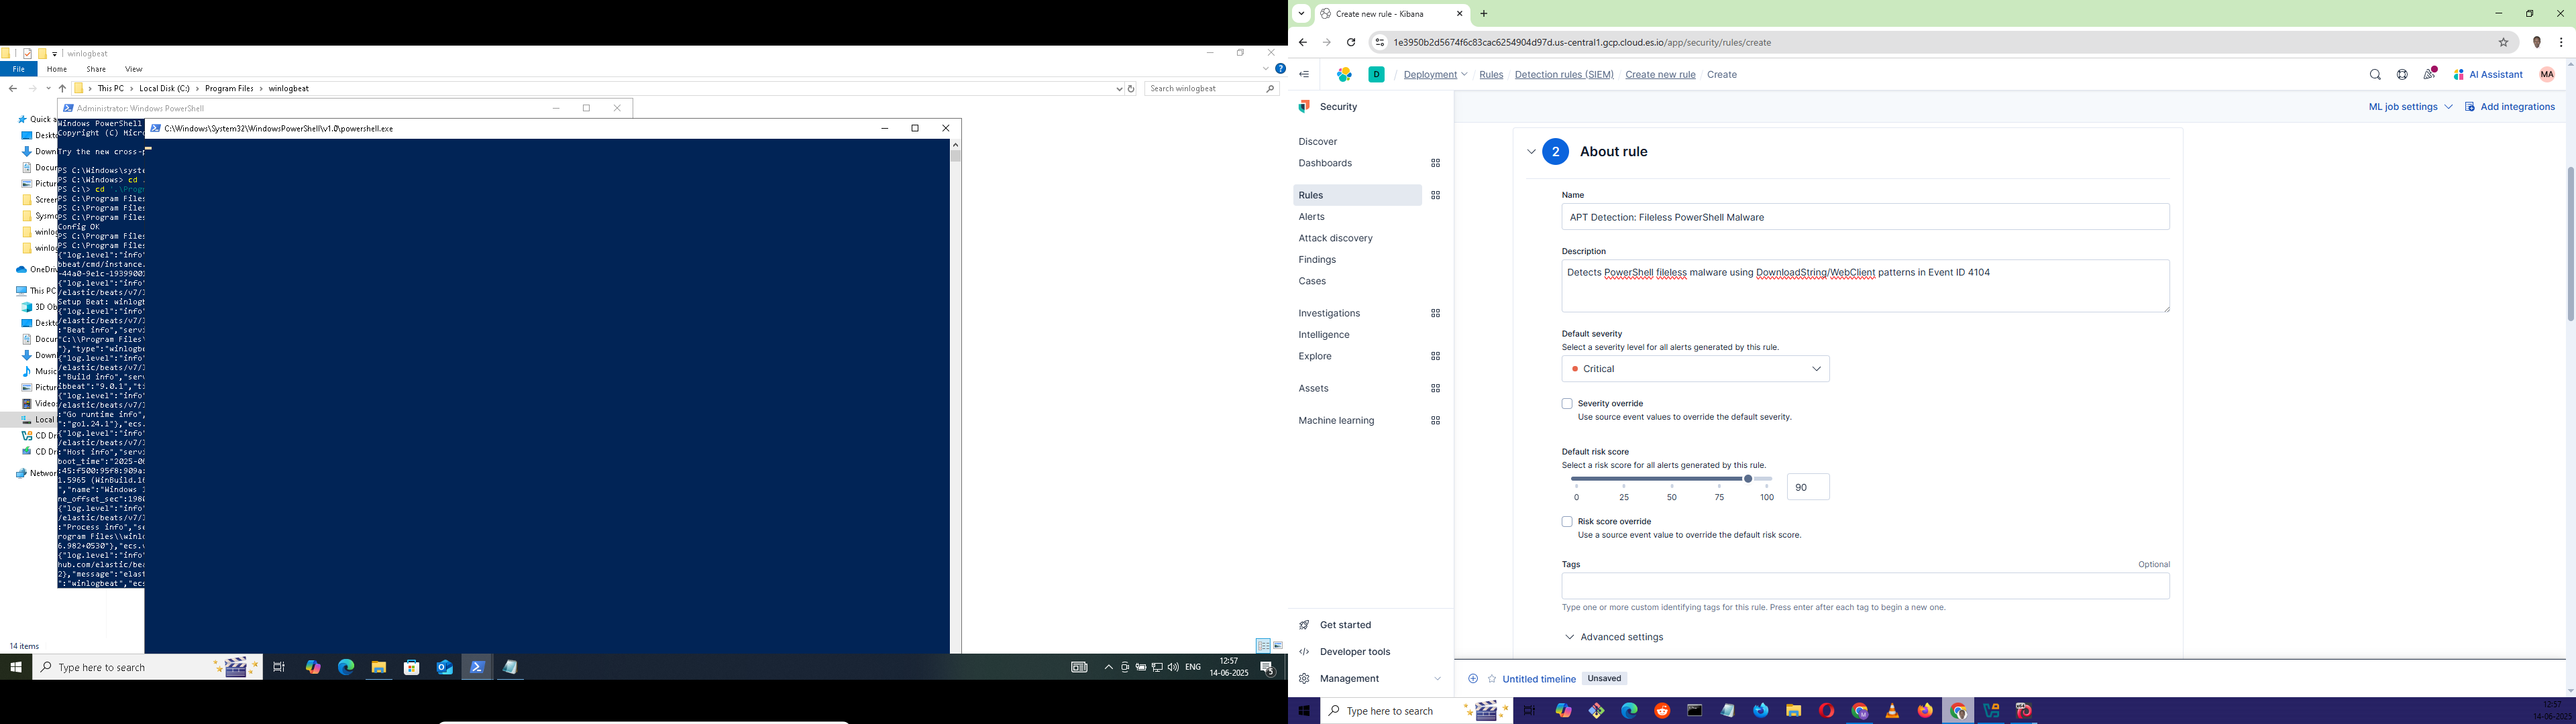 winlogbeat
File
Home
Share
View
This PC
Local Disk (C:)
Program Files
winlogbeat
Search winlogbeat
Quick a
Deskt
Down
Docu
Pictur
Screer
Sysmo
winlo
winlo
OneDri
This PC
3D Ob
Deskt
Docu
Down
Music
Pictur
Video
Local
CD Dr
CD Dr
Networ
14 items
Administrator: Windows PowerShell
Windows PowerShell
Copyright (C) Micro
Try the new cross-p
PS C:\Windows\syste
PS C:\Windows> cd .
PS C:\> cd '.\Progr
PS C:\Program Files
PS C:\Program Files
PS C:\Program Files
Config OK
PS C:\Program Files
PS C:\Program Files
{"log.level":"info"
bbeat/cmd/instance.
-44a0-9e1c-19399001
{"log.level":"info"
/elastic/beats/v7/l
Setup Beat: winlogb
{"log.level":"info"
/elastic/beats/v7/l
:"Beat info","servi
"C:\\Program Files\
"},"type":"winlogbe
{"log.level":"info"
/elastic/beats/v7/l
:"Build info","serv
ibbeat":"9.0.1","ti
{"log.level":"info"
/elastic/beats/v7/l
:"Go runtime info",
":"go1.24.1"},"ecs.
{"log.level":"info"
/elastic/beats/v7/l
:"Host info","servi
boot_time":"2025-06
:45:f500:95f8:909a:
1.5965 (WinBuild.16
","name":"Windows 1
ne_offset_sec":1980
{"log.level":"info"
/elastic/beats/v7/l
:"Process info","se
rogram Files\\winlo
6.982+0530"},"ecs.v
{"log.level":"info"
hub.com/elastic/bea
2},"message":"elast
":"winlogbeat","ecs
C:\Windows\System32\WindowsPowerShell\v1.0\powershell.exe
Type here to search
ENG
12:57
14-06-2025
5
Create new rule - Kibana
1e3950b2d5674f6c83cac6254904d97d.us-central1.gcp.cloud.es.io/app/security/rules/create
D
Deployment
/ Rules / Detection rules (SIEM) / Create new rule / Create
AI Assistant
MA
ML job settings
Add integrations
Security
Discover
Dashboards
Rules
Alerts
Attack discovery
Findings
Cases
Investigations
Intelligence
Explore
Assets
Machine learning
Get started
Developer tools
Management
2 About rule
Name
APT Detection: Fileless PowerShell Malware
Description
Detects PowerShell fileless malware using DownloadString/WebClient patterns in Event ID 4104
Default severity
Select a severity level for all alerts generated by this rule.
Critical
Severity override
Use source event values to override the default severity.
Default risk score
Select a risk score for all alerts generated by this rule.
0 25 50 75 100
90
Risk score override
Use a source event value to override the default risk score.
Tags
Optional
Type one or more custom identifying tags for this rule. Press enter after each tag to begin a new one.
Advanced settings
Untitled timeline
Unsaved
Type here to search
12:57